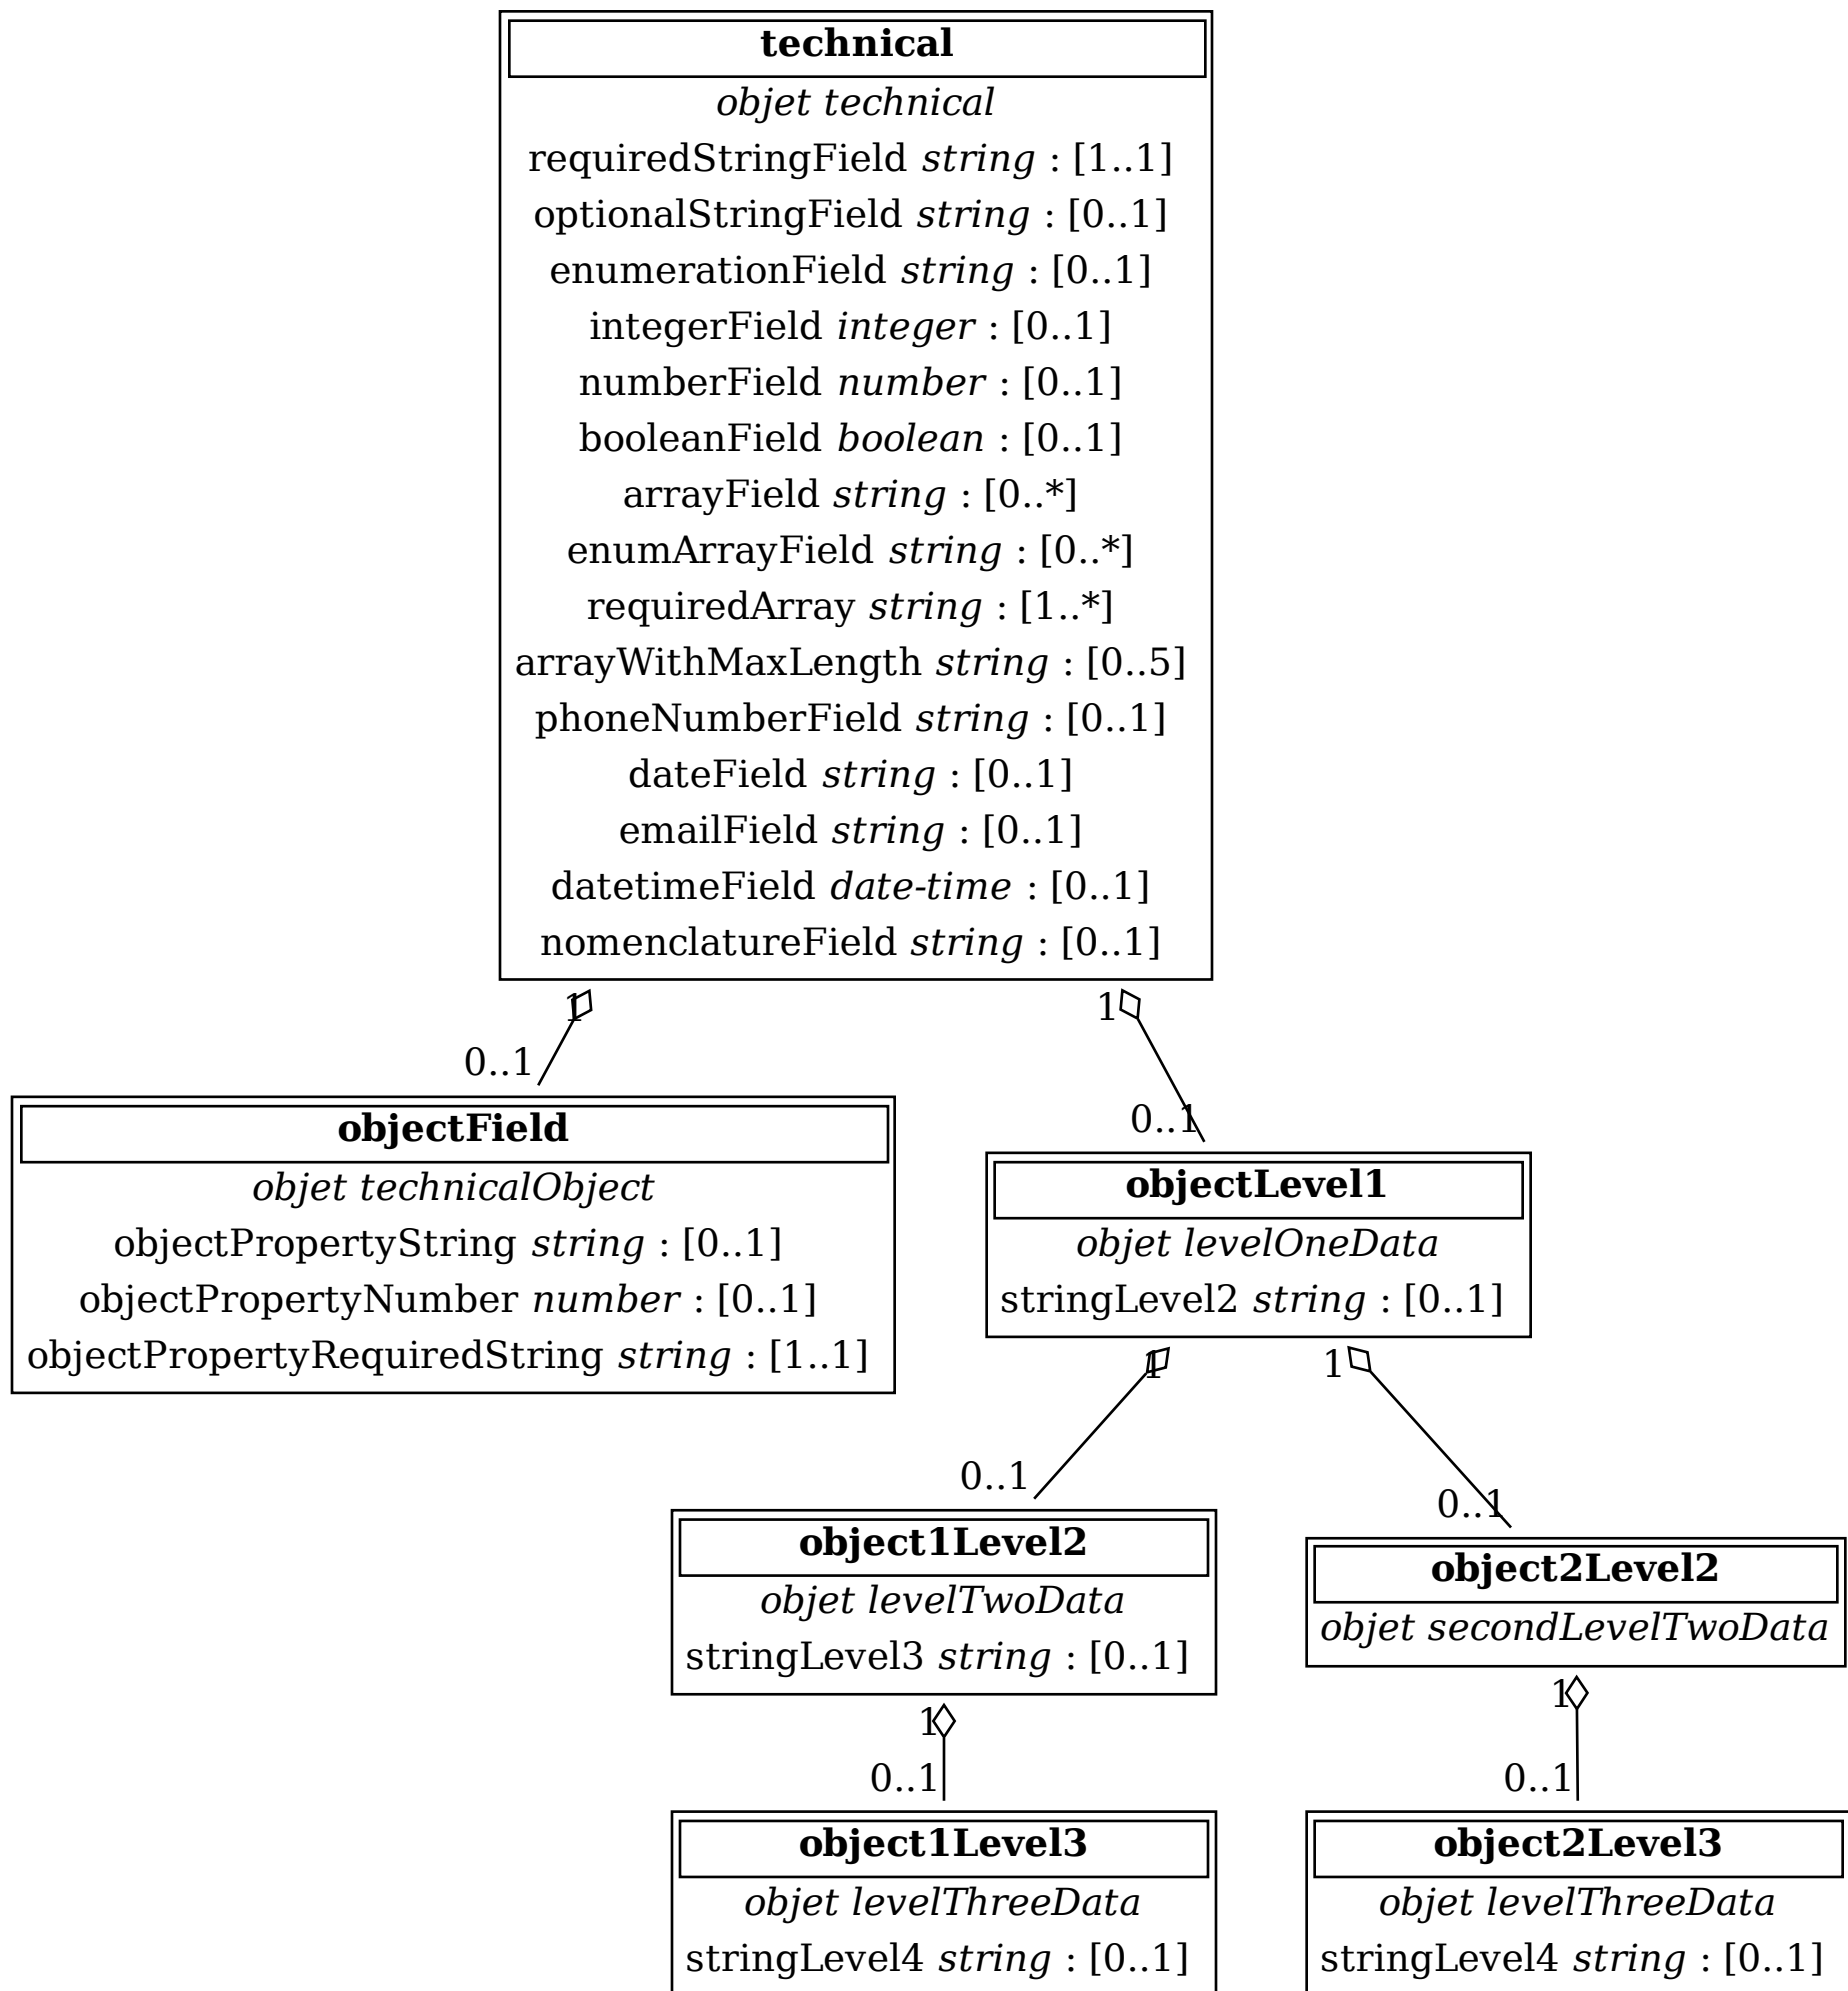 technical
objet technical
requiredStringField string : [1..1]
optionalStringField string : [0..1]
enumerationField string : [0..1]
integerField integer : [0..1]
numberField number : [0..1]
booleanField boolean : [0..1]
arrayField string : [0..*]
enumArrayField string : [0..*]
requiredArray string : [1..*]
arrayWithMaxLength string : [0..5]
phoneNumberField string : [0..1]
dateField string : [0..1]
emailField string : [0..1]
datetimeField date-time : [0..1]
nomenclatureField string : [0..1]
1
1
0..1
0..1
objectField
objet technicalObject
objectPropertyString string : [0..1]
objectPropertyNumber number : [0..1]
objectPropertyRequiredString string : [1..1]
objectLevel1
objet levelOneData
stringLevel2 string : [0..1]
1
1
0..1
0..1
object1Level2
objet levelTwoData
stringLevel3 string : [0..1]
object2Level2
objet secondLevelTwoData
1
0..1
1
0..1
object1Level3
objet levelThreeData
stringLevel4 string : [0..1]
object2Level3
objet levelThreeData
stringLevel4 string : [0..1]